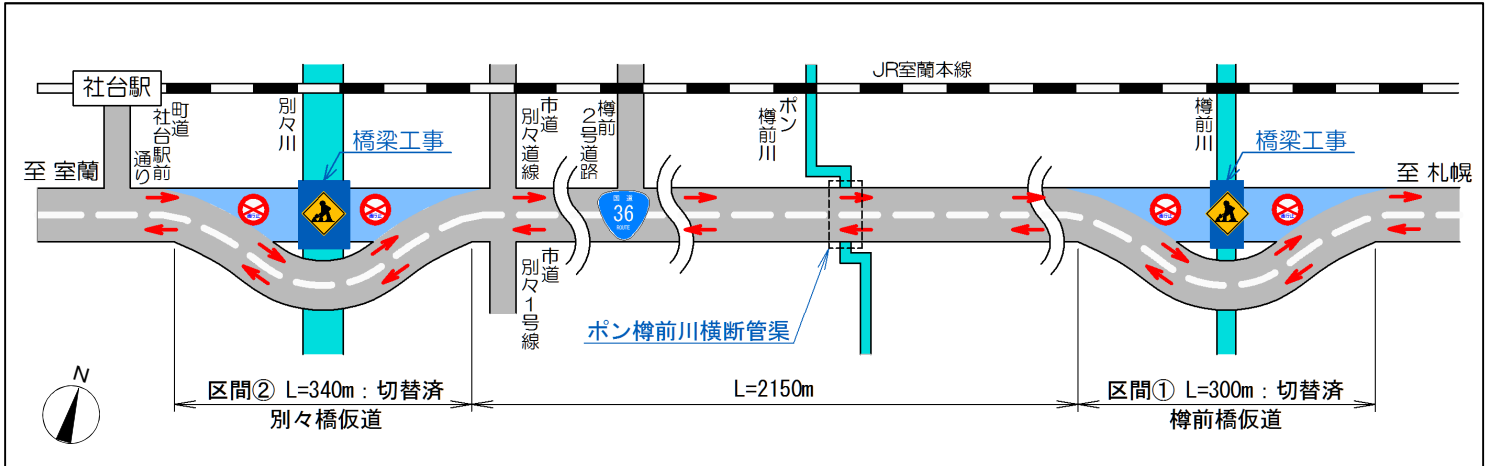 JR室蘭本線
社台駅
町道
社台駅前
通り
別々川
橋梁工事
市道
別々道線
樽前
2号道路
ポン
樽前川
樽前川
橋梁工事
至 室蘭
至 札幌
国道
36
ROUTE
市道
別々1号線
ポン樽前川横断管渠
N
区間② L=340m：切替済
別々橋仮道
L=2150m
区間① L=300m：切替済
樽前橋仮道